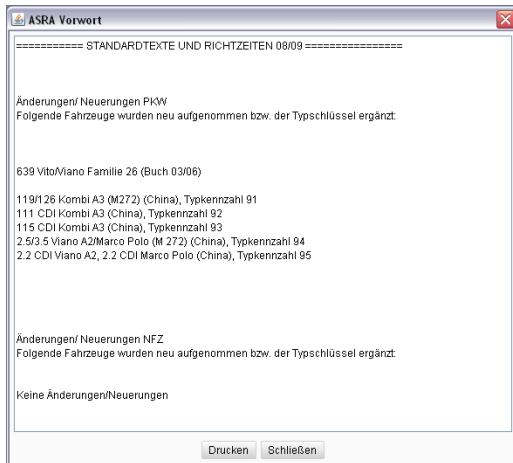 ASRA Vorwort
=========== STANDARDTEXTE UND RICHTZEITEN 08/09 ================
Änderungen/ Neuerungen PKW
Folgende Fahrzeuge wurden neu aufgenommen bzw. der Typschlüssel ergänzt:
639 Vito/Viano Familie 26 (Buch 03/06)
119/126 Kombi A3 (M272) (China), Typkennzahl 91
111 CDI Kombi A3 (China), Typkennzahl 92
115 CDI Kombi A3 (China), Typkennzahl 93
2.5/3.5 Viano A2/Marco Polo (M 272) (China), Typkennzahl 94
2.2 CDI Viano A2, 2.2 CDI Marco Polo (China), Typkennzahl 95
Änderungen/ Neuerungen NFZ
Folgende Fahrzeuge wurden neu aufgenommen bzw. der Typschlüssel ergänzt:
Keine Änderungen/Neuerungen
Drucken Schließen